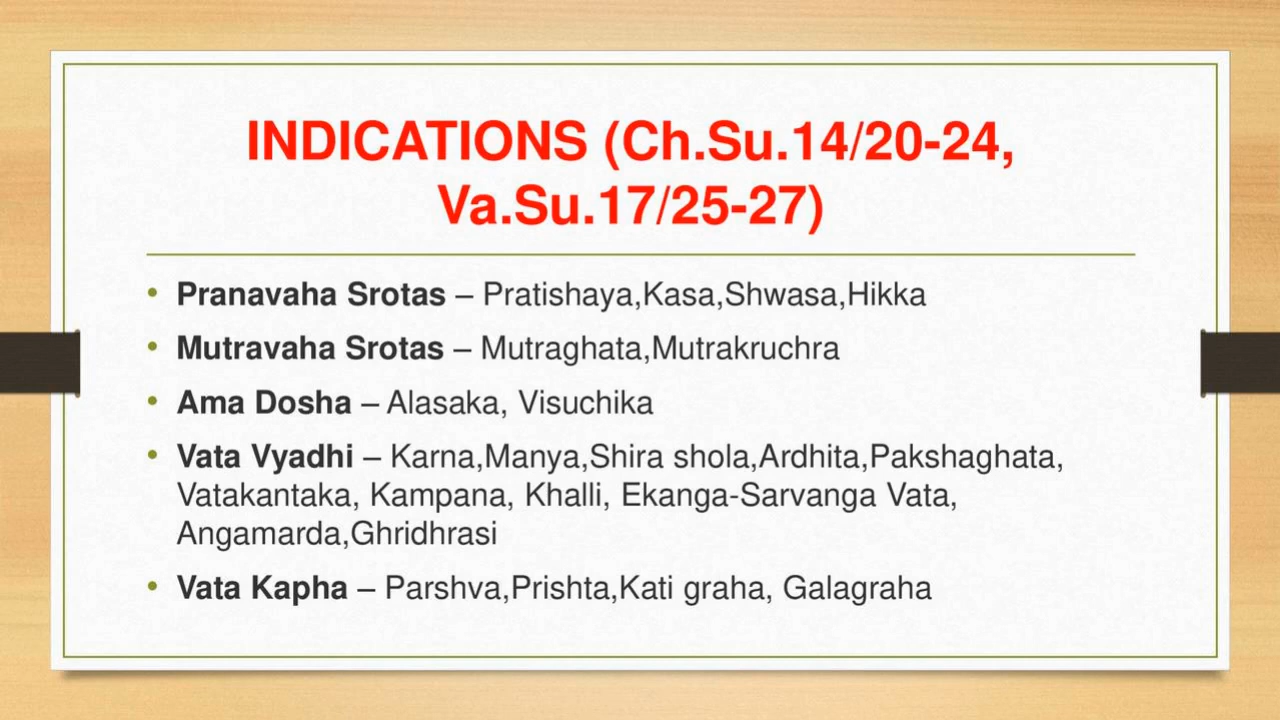 INDICATIONS (Ch.Su.14/20-24,
Va.Su.17/25-27)
• Pranavaha Srotas – Pratishaya,Kasa,Shwasa,Hikka
• Mutravaha Srotas – Mutraghata,Mutrakruchra
• Ama Dosha – Alasaka, Visuchika
• Vata Vyadhi – Karna,Manya,Shira shola,Ardhita,Pakshaghata,
Vatakantaka, Kampana, Khalli, Ekanga-Sarvanga Vata,
Angamarda,Ghridhrasi
• Vata Kapha – Parshva,Prishta,Kati graha, Galagraha